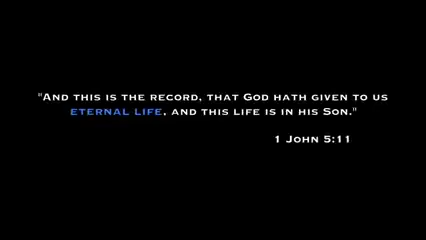 "And this is the record, that God hath given to us
eternal life, and this life is in his Son."
1 John 5:11